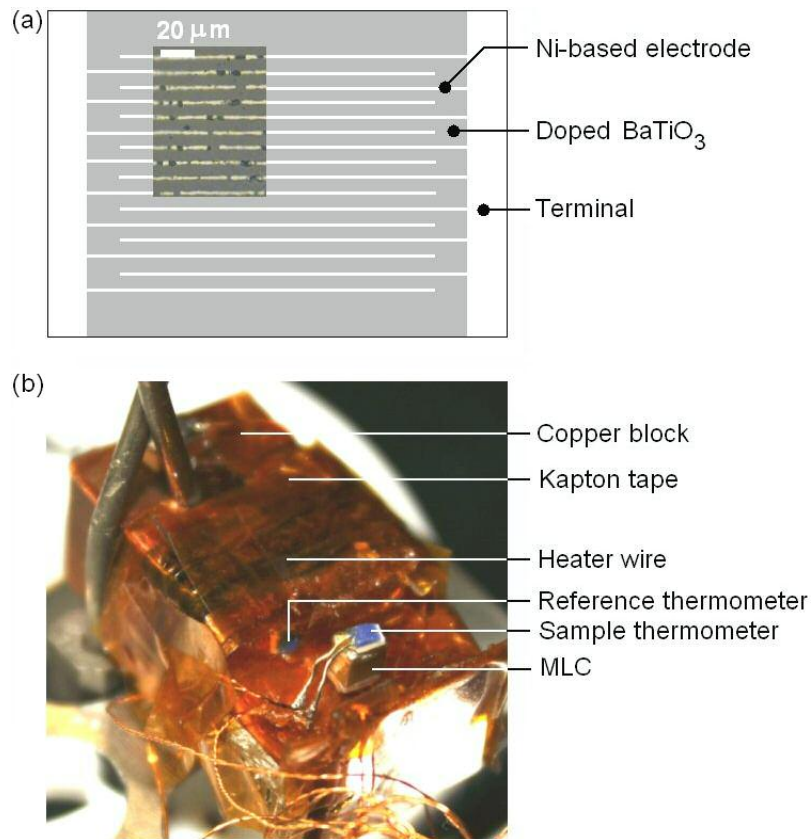 (a)
20 μm
Ni-based electrode
Doped BaTiO3
Terminal
(b)
Copper block
Kapton tape
Heater wire
Reference thermometer
Sample thermometer
MLC